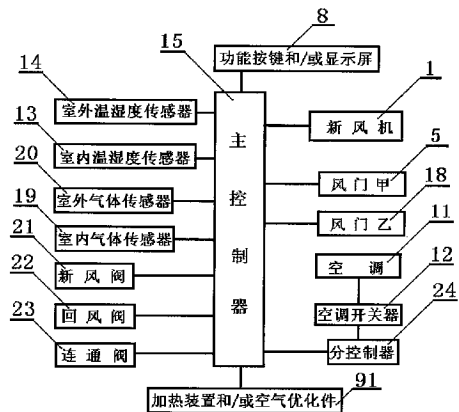 8
15
功能按键和/或显示屏
14
1
室外温湿度传感器
新风机
13
主控制器
室内温湿度传感器
5
20
风门甲
室外气体传感器
18
19
风门乙
室内气体传感器
11
21
空调
新风阀
12
22
空调开关器
回风阀
24
23
分控制器
连通阀
91
加热装置和/或空气优化件